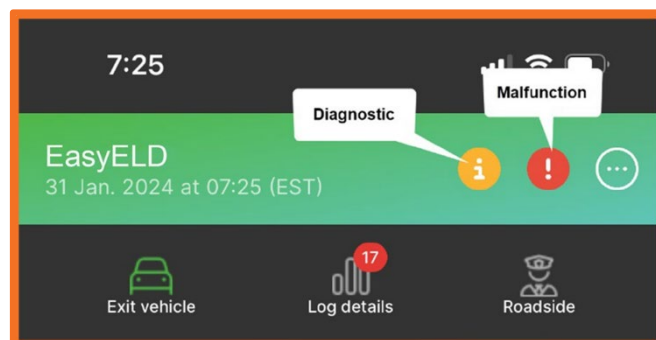 7:25
Malfunction
Diagnostic
EasyELD
31 Jan. 2024 at 07:25 (EST)
i
!
17
Exit vehicle
Log details
Roadside